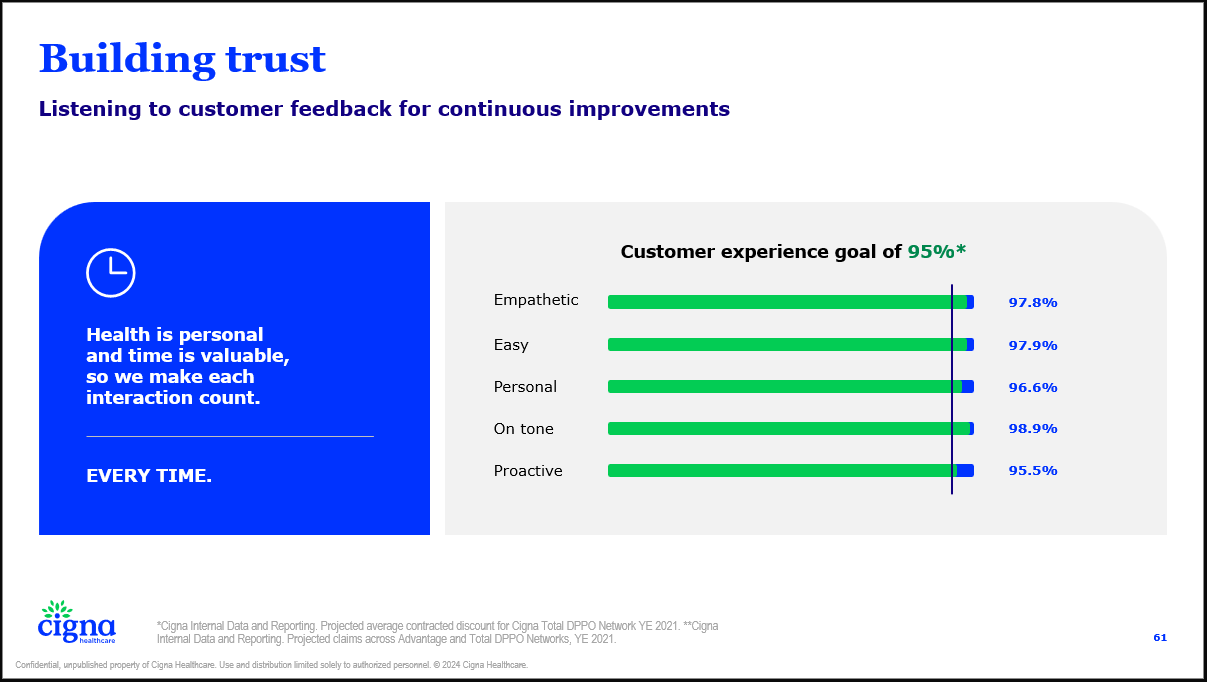 Building trust
Listening to customer feedback for continuous improvements
Health is personal
and time is valuable,
so we make each
interaction count.
EVERY TIME.
Customer experience goal of 95%*
Empathetic 97.8%
Easy 97.9%
Personal 96.6%
On tone 98.9%
Proactive 95.5%
cigna
healthcare
*Cigna Internal Data and Reporting. Projected average contracted discount for Cigna Total DPPO Network YE 2021. **Cigna
Internal Data and Reporting. Projected claims across Advantage and Total DPPO Networks, YE 2021.
61
Confidential, unpublished property of Cigna Healthcare. Use and distribution limited solely to authorized personnel. © 2024 Cigna Healthcare.